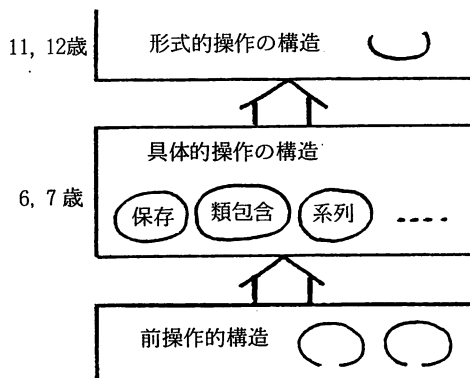 11, 12歳
形式的操作の構造
具体的操作の構造
6, 7歳
保存
類包含
系列
前操作的構造